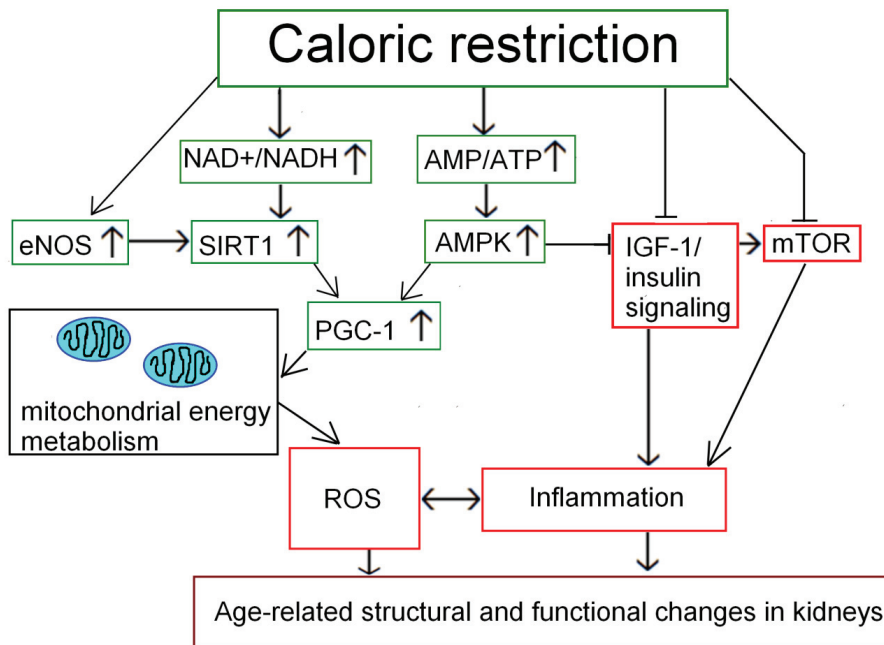 Caloric restriction
NAD+/NADH ↑
AMP/ATP ↑
eNOS ↑
SIRT1 ↑
AMPK ↑
IGF-1/
insulin
signaling
mTOR
PGC-1 ↑
mitochondrial energy
metabolism
ROS
Inflammation
Age-related structural and functional changes in kidneys